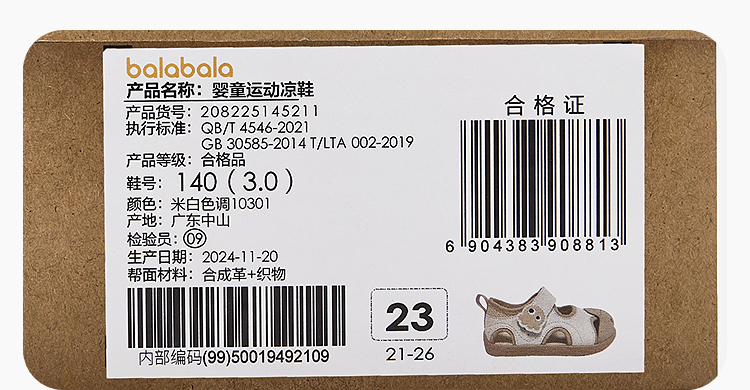 balabala
产品名称：婴童运动凉鞋
产品货号：208225145211
执行标准：QB/T 4546-2021
GB 30585-2014 T/LTA 002-2019
产品等级：合格品
鞋号：140（3.0）
颜色：米白色调10301
产地：广东中山
检验员：09
生产日期：2024-11-20
帮面材料：合成革+织物
内部编码(99)50019492109
23
21-26
合格证
6 904383 908813